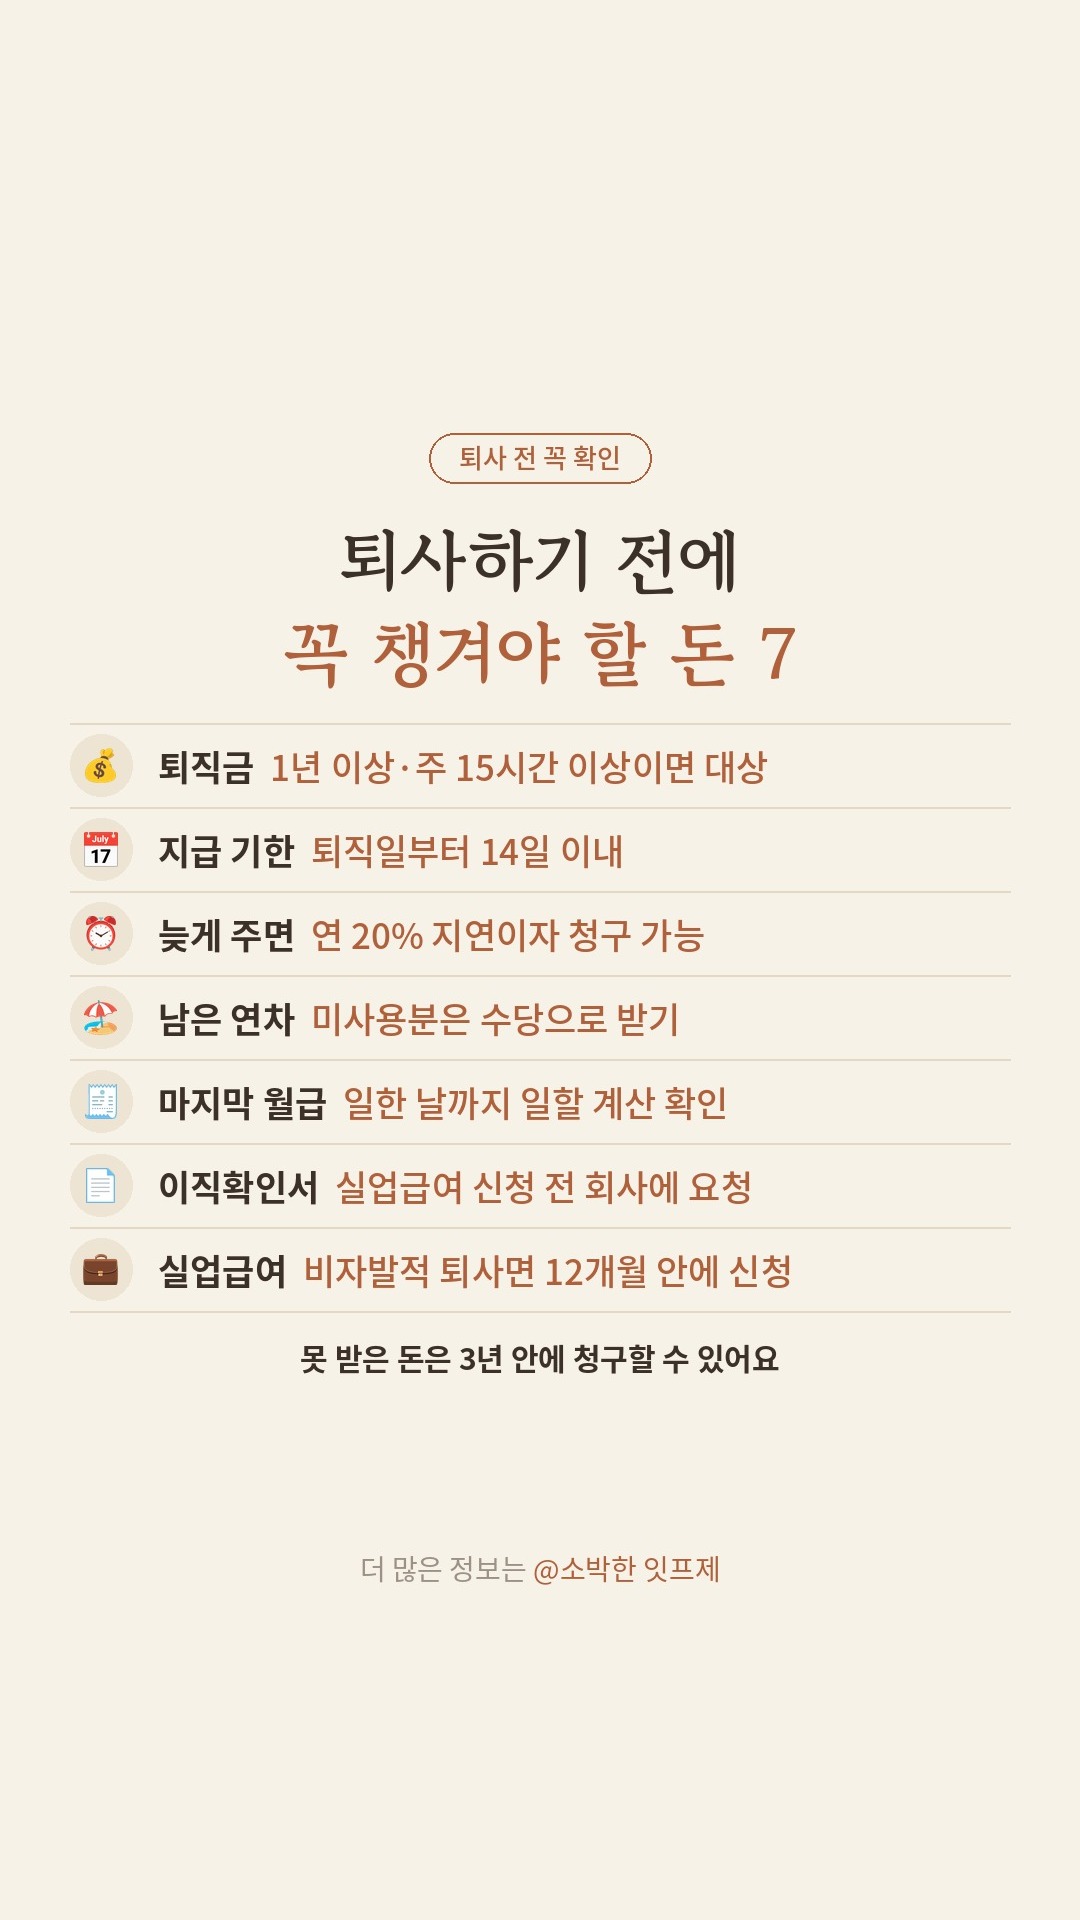 퇴사 전 꼭 확인
퇴사하기 전에
꼭 챙겨야 할 돈 7
퇴직금 1년 이상·주 15시간 이상이면 대상
July
17
지급 기한 퇴직일부터 14일 이내
늦게 주면 연 20% 지연이자 청구 가능
남은 연차 미사용분은 수당으로 받기
마지막 월급 일한 날까지 일할 계산 확인
이직확인서 실업급여 신청 전 회사에 요청
실업급여 비자발적 퇴사면 12개월 안에 신청
못 받은 돈은 3년 안에 청구할 수 있어요
더 많은 정보는 @소박한 잇프제